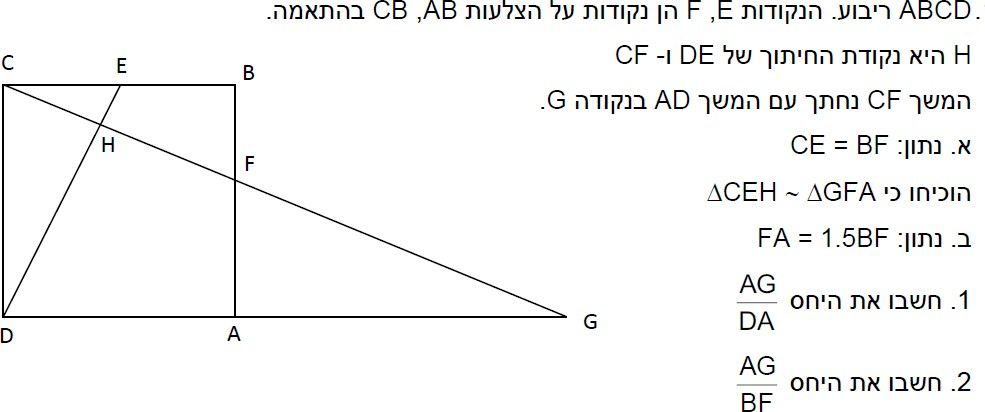 .ABCD ריבוע. הנקודות E, F הן נקודות על הצלעות CB ,AB בהתאמה.
H היא נקודת החיתוך של DE ו- CF
המשך CF נחתך עם המשך AD בנקודה G.
א. נתון: CE = BF
הוכיחו כי ∆CEH ~ ∆GFA
ב. נתון: FA = 1.5BF
1. חשבו את היחס AG/DA
2. חשבו את היחס AG/BF
C E B
H
F
D A G